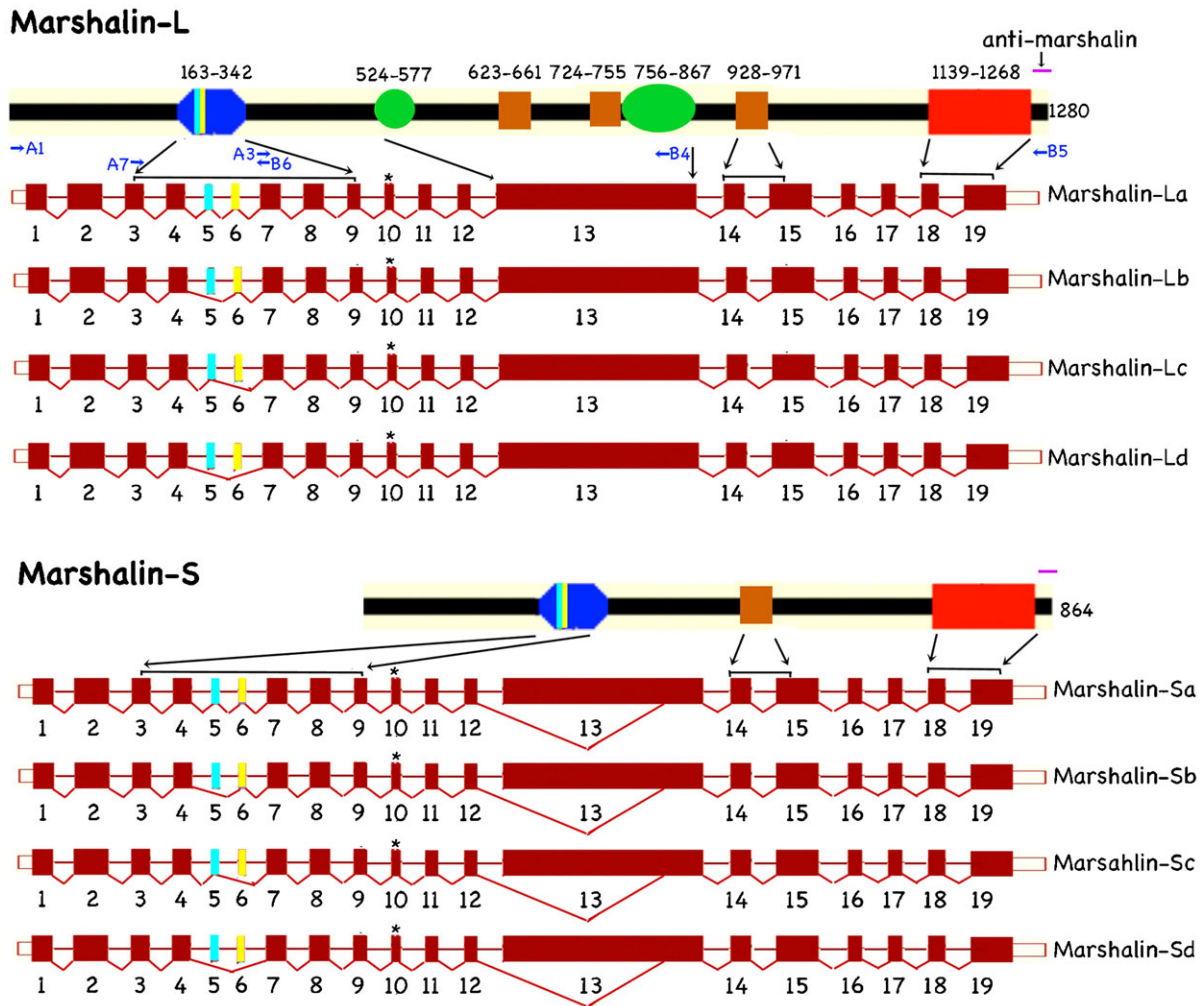 Marshalin-L
anti-marshalin
163-342 524-577 623-661 724-755 756-867 928-971 1139-1268
1280
→A1 A7→ A3→ ←B6 ←B4 ←B5
* Marshalin-La
1 2 3 4 5 6 7 8 9 10 11 12 13 14 15 16 17 18 19
* Marshalin-Lb
1 2 3 4 5 6 7 8 9 10 11 12 13 14 15 16 17 18 19
* Marshalin-Lc
1 2 3 4 5 6 7 8 9 10 11 12 13 14 15 16 17 18 19
* Marshalin-Ld
1 2 3 4 5 6 7 8 9 10 11 12 13 14 15 16 17 18 19
Marshalin-S
864
* Marshalin-Sa
1 2 3 4 5 6 7 8 9 10 11 12 13 14 15 16 17 18 19
* Marshalin-Sb
1 2 3 4 5 6 7 8 9 10 11 12 13 14 15 16 17 18 19
* Marsahlin-Sc
1 2 3 4 5 6 7 8 9 10 11 12 13 14 15 16 17 18 19
* Marshalin-Sd
1 2 3 4 5 6 7 8 9 10 11 12 13 14 15 16 17 18 19